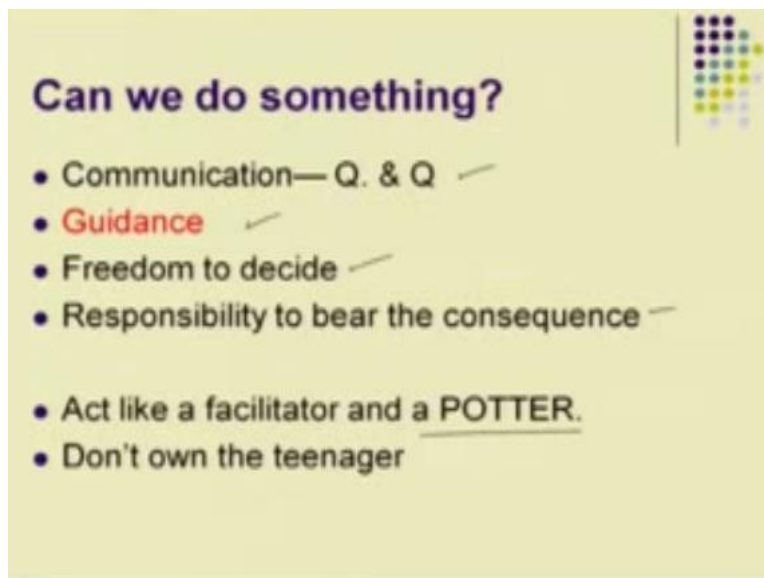 Can we do something?
Communication— Q. & Q
Guidance
Freedom to decide
Responsibility to bear the consequence
Act like a facilitator and a POTTER.
Don't own the teenager